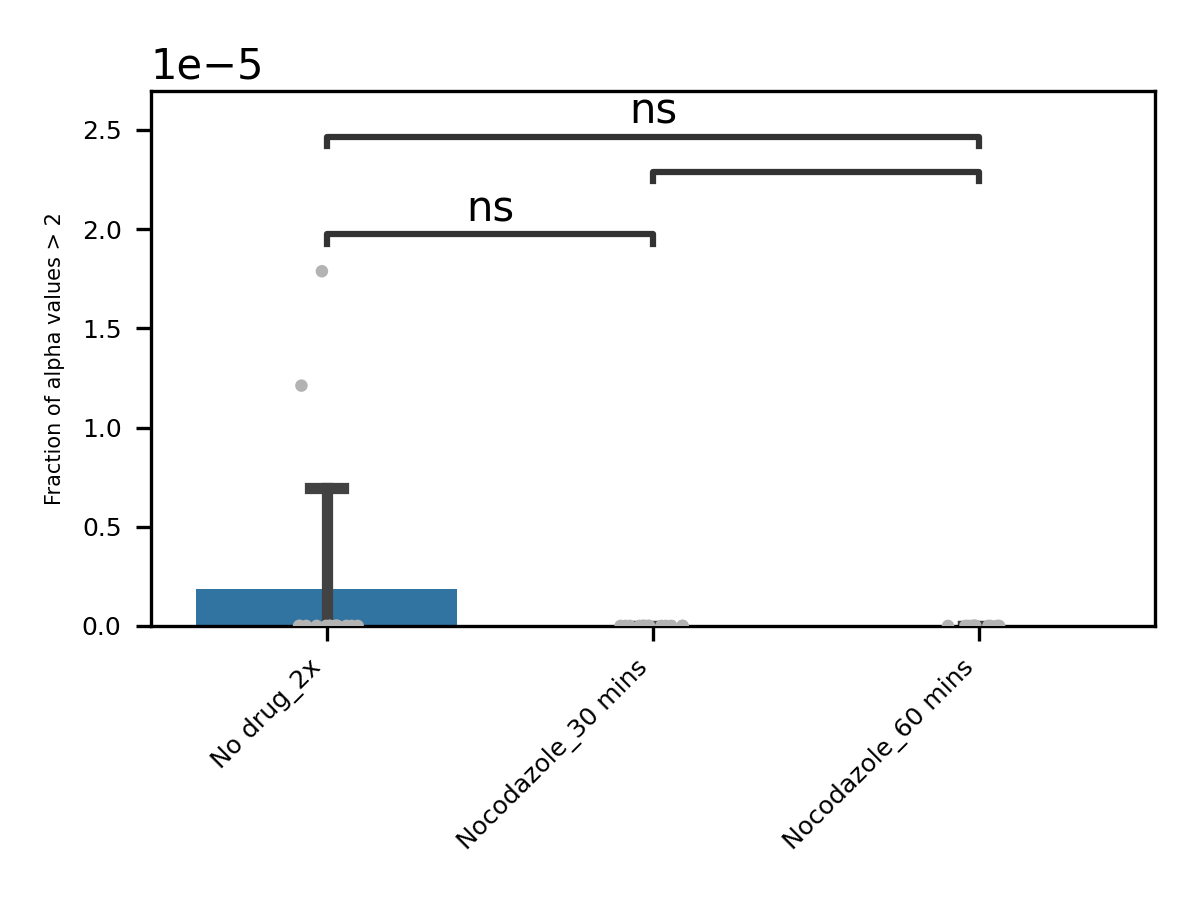 1e−5
ns
ns
2.5
2.0
1.5
1.0
0.5
0.0
Fraction of alpha values > 2
No drug_2x
Nocodazole_30 mins
Nocodazole_60 mins